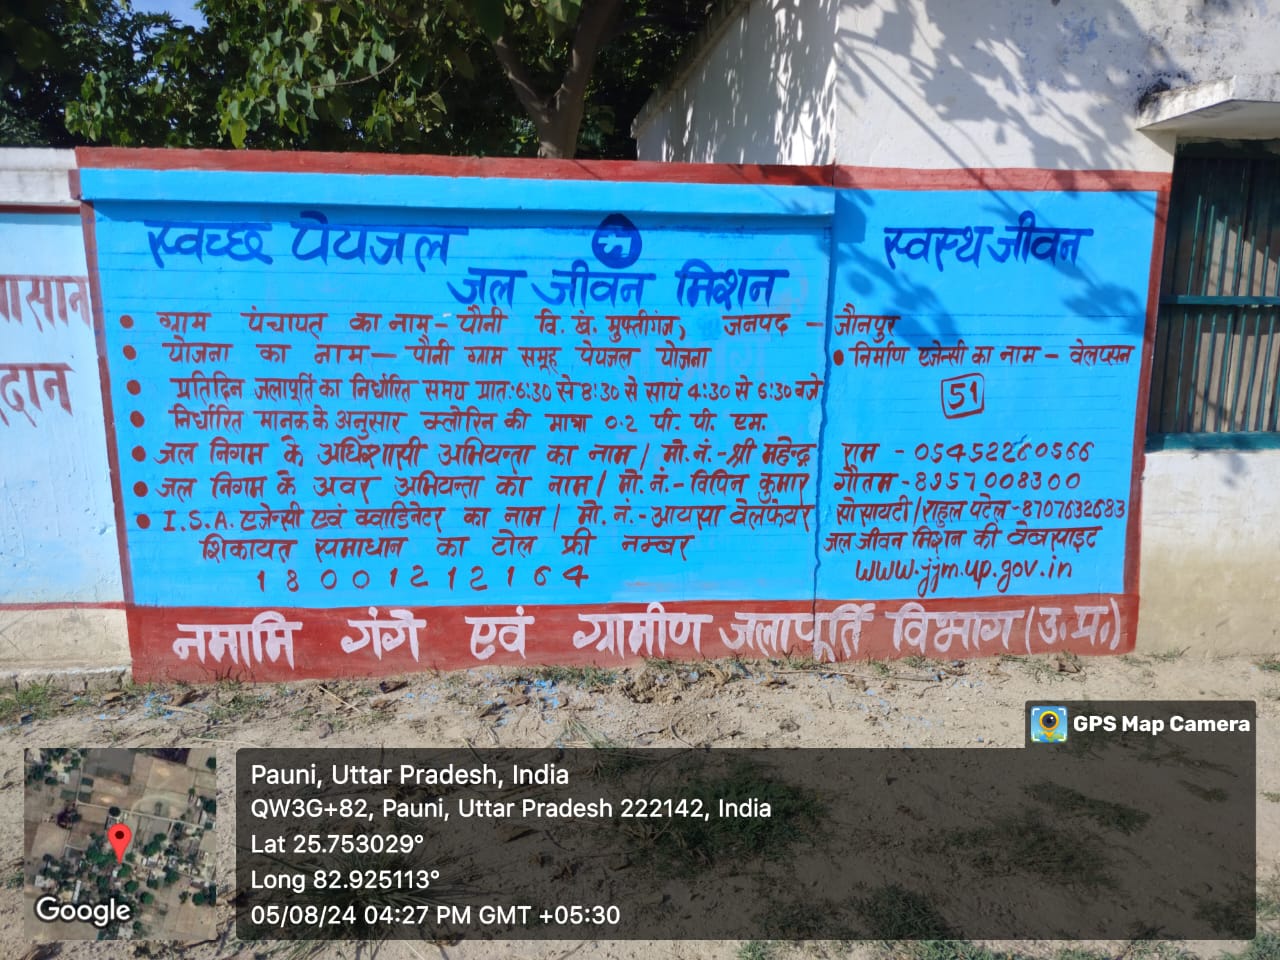 स्वच्छ पेयजल
स्वस्थ जीवन
जल जीवन मिशन
• ग्राम पंचायत का नाम - पौनी वि. खं. मुफ्तीगंज, जनपद - जौनपुर
• योजना का नाम - पौनी ग्राम समूह पेयजल योजना
• निर्माण एजेन्सी का नाम - वेलप्सन
51
• प्रतिदिन जलापूर्ति का निर्धारित समय प्रात: 6:30 से 8:30 से सायं 4:30 से 6:30 बजे
• निर्धारित मानक के अनुसार क्लोरिन की मात्रा 0.2 पी. पी. एम.
• जल निगम के अधिशासी अभियन्ता का नाम / मो. नं. - श्री महेन्द्र राम - 05452260566
• जल निगम के अवर अभियन्ता का नाम / मो. नं. - विपिन कुमार गौतम - 8957008300
• I.S.A. एजेन्सी एवं क्वाडिनेटर का नाम / मो. नं. - आयसा वेलफेयर सोसायटी / राहुल पटेल - 8707632683
शिकायत समाधान का टोल फ्री नम्बर
18001212164
जल जीवन मिशन की वेबसाइट
www.jjm.up.gov.in
नमामि गंगे एवं ग्रामीण जलापूर्ति विभाग (उ.प्र.)
ासान
दान
GPS Map Camera
Pauni, Uttar Pradesh, India
QW3G+82, Pauni, Uttar Pradesh 222142, India
Lat 25.753029°
Long 82.925113°
05/08/24 04:27 PM GMT +05:30
Google